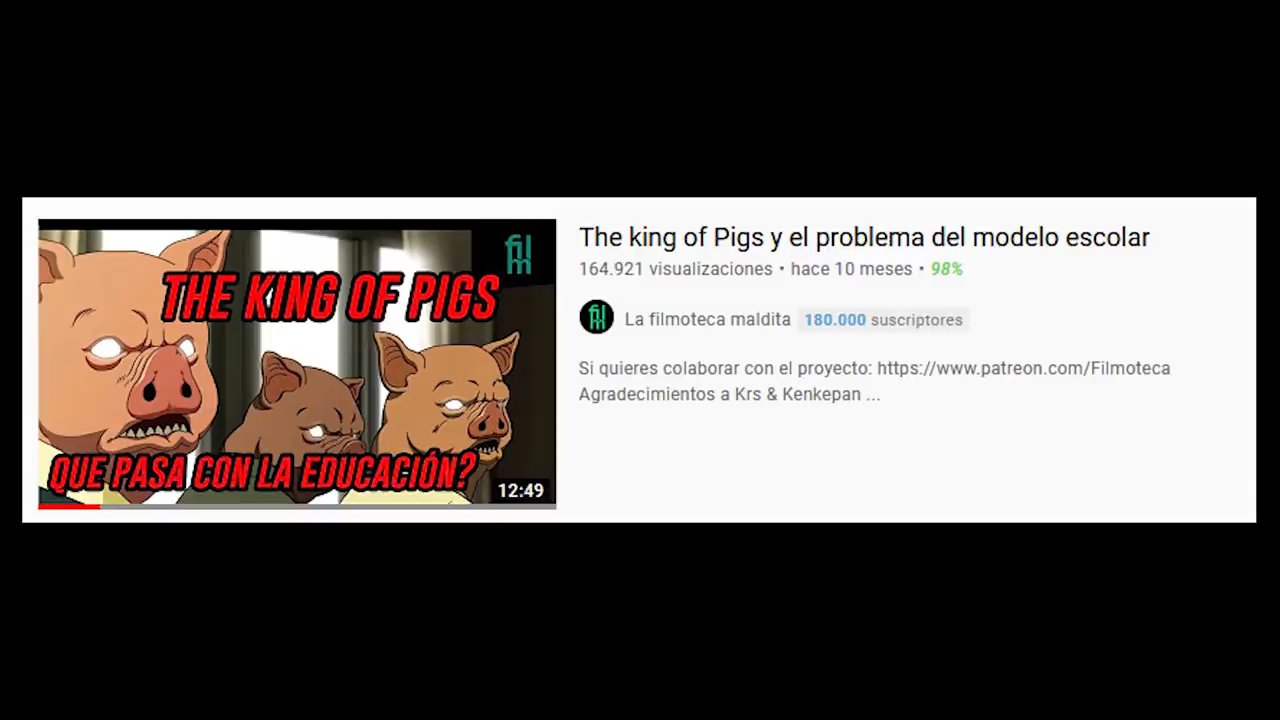 film
THE KING OF PIGS
QUE PASA CON LA EDUCACIÓN?
12:49
The king of Pigs y el problema del modelo escolar
164.921 visualizaciones • hace 10 meses • 98%
film
La filmoteca maldita 180.000 suscriptores
Si quieres colaborar con el proyecto: https://www.patreon.com/Filmoteca
Agradecimientos a Krs & Kenkepan ...